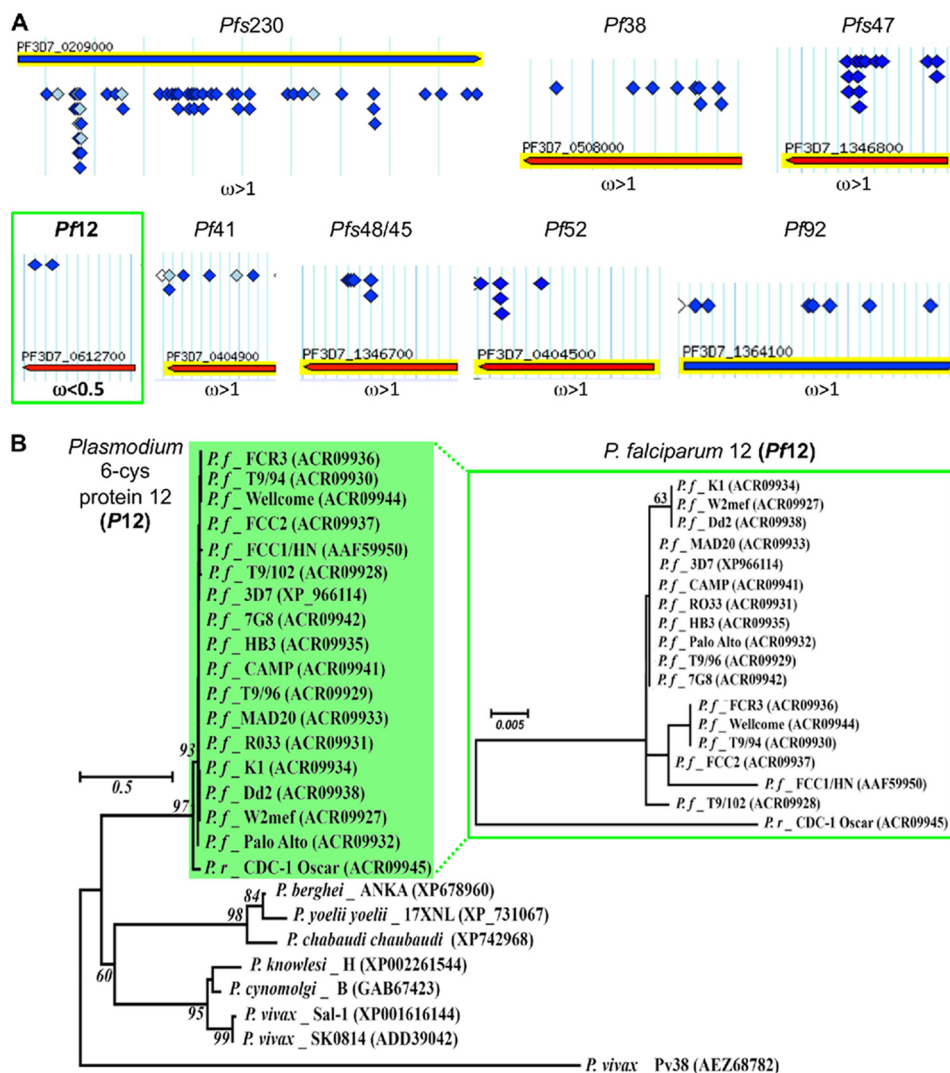 A
Pfs230
Pf38
Pfs47
PF3D7_0209000
ω>1
PF3D7_0508000
ω>1
PF3D7_1346800
ω>1
Pf12
Pf41
Pfs48/45
Pf52
Pf92
PF3D7_0612700
ω<0.5
PF3D7_0404900
ω>1
PF3D7_1346700
ω>1
PF3D7_0404500
ω>1
PF3D7_1364100
ω>1
B
Plasmodium
6-cys
protein 12
(P12)
P. f _ FCR3 (ACR09936)
P. f _ T9/94 (ACR09930)
P. f _ Wellcome (ACR09944)
P. f _ FCC2 (ACR09937)
P. f _ FCC1/HN (AAF59950)
P. f _ T9/102 (ACR09928)
P. f _ 3D7 (XP_966114)
P. f _ 7G8 (ACR09942)
P. f _ HB3 (ACR09935)
P. f _ CAMP (ACR09941)
P. f _ T9/96 (ACR09929)
P. f _ MAD20 (ACR09933)
P. f _ R033 (ACR09931)
P. f _ K1 (ACR09934)
P. f _ Dd2 (ACR09938)
P. f _ W2mef (ACR09927)
P. f _ Palo Alto (ACR09932)
P. r _ CDC-1 Oscar (ACR09945)
93
97
0.5
P. berghei _ ANKA (XP678960)
P. yoelii yoelii _ 17XNL (XP_731067)
P. chabaudi chaubaudi (XP742968)
84
98
60
P. knowlesi _ H (XP002261544)
P. cynomolgi _ B (GAB67423)
P. vivax _ Sal-1 (XP001616144)
P. vivax _ SK0814 (ADD39042)
95
99
P. vivax Pv38 (AEZ68782)
P. falciparum 12 (Pf12)
63
P. f _ K1 (ACR09934)
P. f _ W2mef (ACR09927)
P. f _ Dd2 (ACR09938)
P. f _ MAD20 (ACR09933)
P. f _ 3D7 (XP966114)
P. f _ CAMP (ACR09941)
P. f _ RO33 (ACR09931)
P. f _ HB3 (ACR09935)
P. f _ Palo Alto (ACR09932)
P. f _ T9/96 (ACR09929)
P. f _ 7G8 (ACR09942)
P. f _ FCR3 (ACR09936)
P. f _ Wellcome (ACR09944)
P. f _ T9/94 (ACR09930)
P. f _ FCC2 (ACR09937)
P. f _ FCC1/HN (AAF59950)
P. f _ T9/102 (ACR09928)
P. r _ CDC-1 Oscar (ACR09945)
0.005